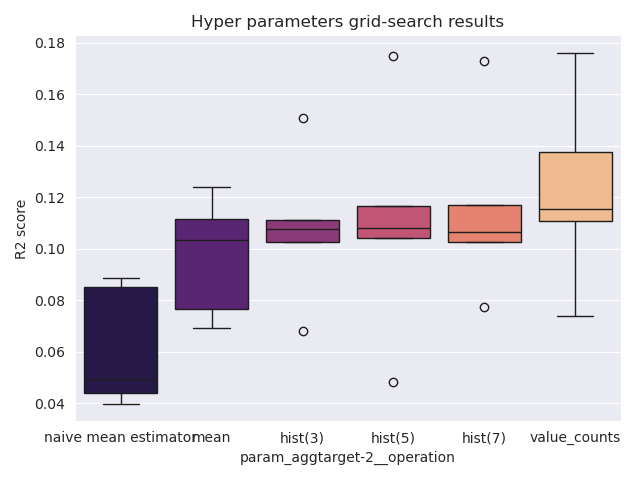 Hyper parameters grid-search results
R2 score
0.18
0.16
0.14
0.12
0.10
0.08
0.06
0.04
naive mean estimator mean hist(3) hist(5) hist(7) value_counts
param_aggtarget-2__operation